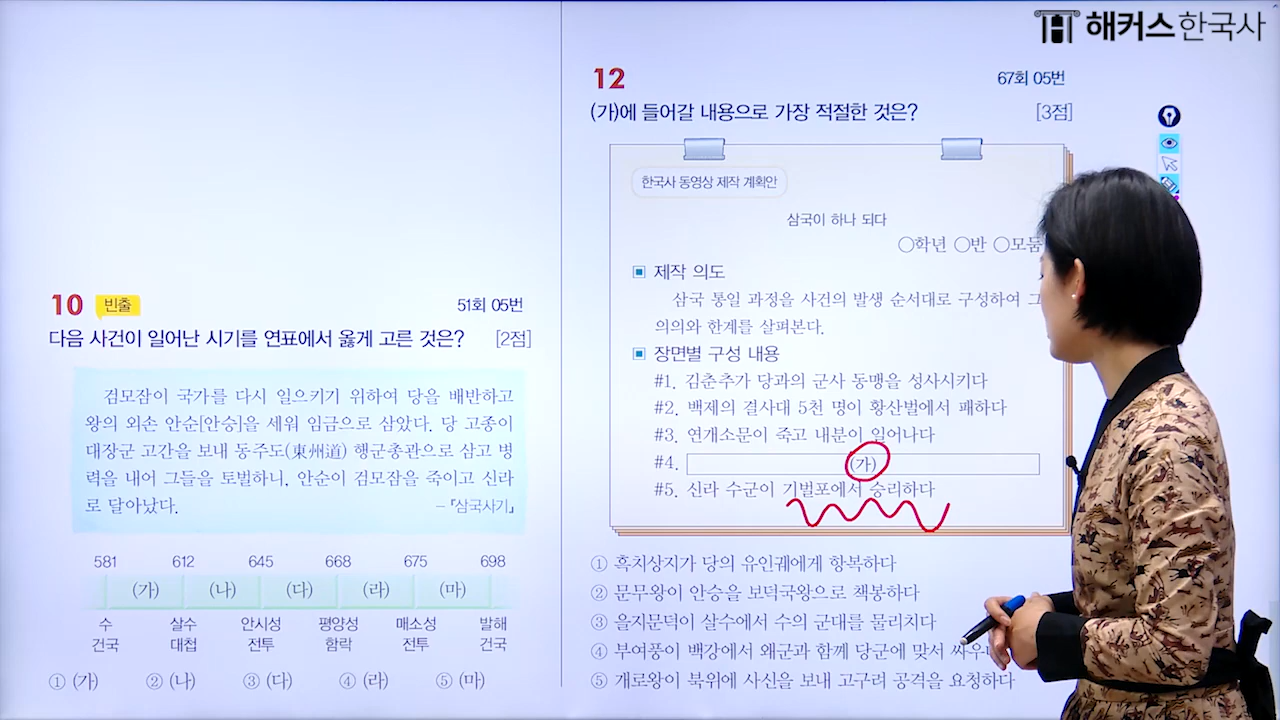 해커스한국사
10 빈출 51회 05번
다음 사건이 일어난 시기를 연표에서 옳게 고른 것은? [2점]
검모잠이 국가를 다시 일으키기 위하여 당을 배반하고
왕의 외손 안순[안승]을 세워 임금으로 삼았다. 당 고종이
대장군 고간을 보내 동주도(東州道) 행군총관으로 삼고 병
력을 내어 그들을 토벌하니, 안순이 검모잠을 죽이고 신라
로 달아났다. -「삼국사기」
581 612 645 668 675 698
(가) (나) (다) (라) (마)
수 살수 안시성 평양성 매소성 발해
건국 대첩 전투 함락 전투 건국
① (가) ② (나) ③ (다) ④ (라) ⑤ (마)
12 67회 05번
(가)에 들어갈 내용으로 가장 적절한 것은? [3점]
한국사 동영상 제작 계획안
삼국이 하나 되다
○학년 ○반 ○모둠
제작 의도
삼국 통일 과정을 사건의 발생 순서대로 구성하여 그
의의와 한계를 살펴본다.
장면별 구성 내용
#1. 김춘추가 당과의 군사 동맹을 성사시키다
#2. 백제의 결사대 5천 명이 황산벌에서 패하다
#3. 연개소문이 죽고 내분이 일어나다
#4. (가)
#5. 신라 수군이 기벌포에서 승리하다
① 흑치상지가 당의 유인궤에게 항복하다
② 문무왕이 안승을 보덕국왕으로 책봉하다
③ 을지문덕이 살수에서 수의 군대를 물리치다
④ 부여풍이 백강에서 왜군과 함께 당군에 맞서 싸우
⑤ 개로왕이 북위에 사신을 보내 고구려 공격을 요청하다